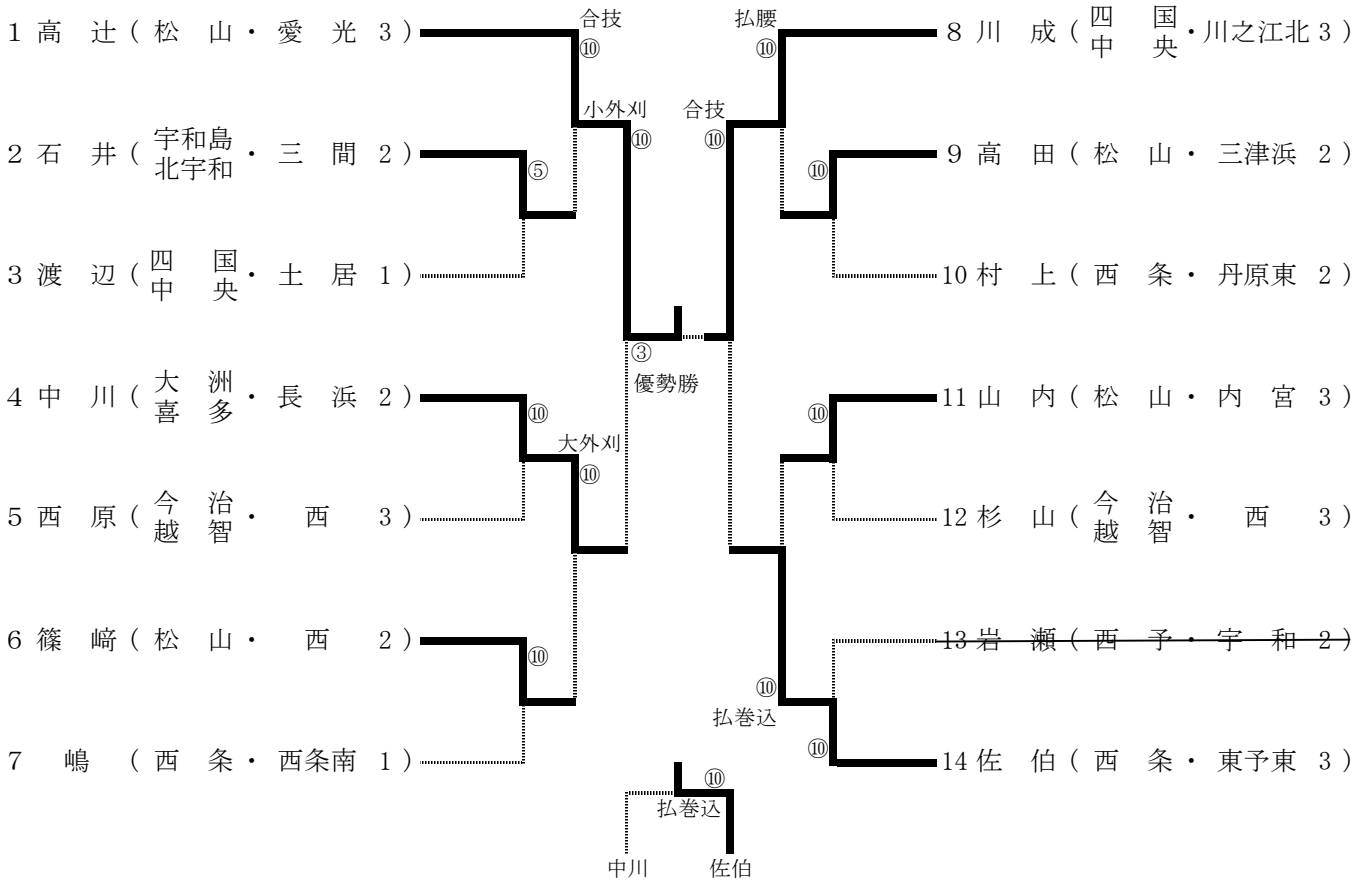 合技
払腰
1 高 辻 ( 松 山 ・ 愛 光 3 )
⑩
⑩
8 川 成 ( 四国中央 ・ 川之江北 3 )
小外刈
合技
⑩
⑩
2 石 井 ( 宇和島北宇和 ・ 三 間 2 )
⑤
⑩
9 高 田 ( 松 山 ・ 三津浜 2 )
3 渡 辺 ( 四国中央 ・ 土 居 1 )
10 村 上 ( 西 条 ・ 丹原東 2 )
③
優勢勝
4 中 川 ( 大洲喜多 ・ 長 浜 2 )
⑩
⑩
11 山 内 ( 松 山 ・ 内 宮 3 )
大外刈
⑩
5 西 原 ( 今治越智 ・ 西 3 )
12 杉 山 ( 今治越智 ・ 西 3 )
6 篠 﨑 ( 松 山 ・ 西 2 )
⑩
13 岩 瀬 ( 西 予 ・ 宇 和 2 )
⑩
払巻込
7 嶋 ( 西 条 ・ 西条南 1 )
⑩
14 佐 伯 ( 西 条 ・ 東予東 3 )
⑩
払巻込
中川
佐伯